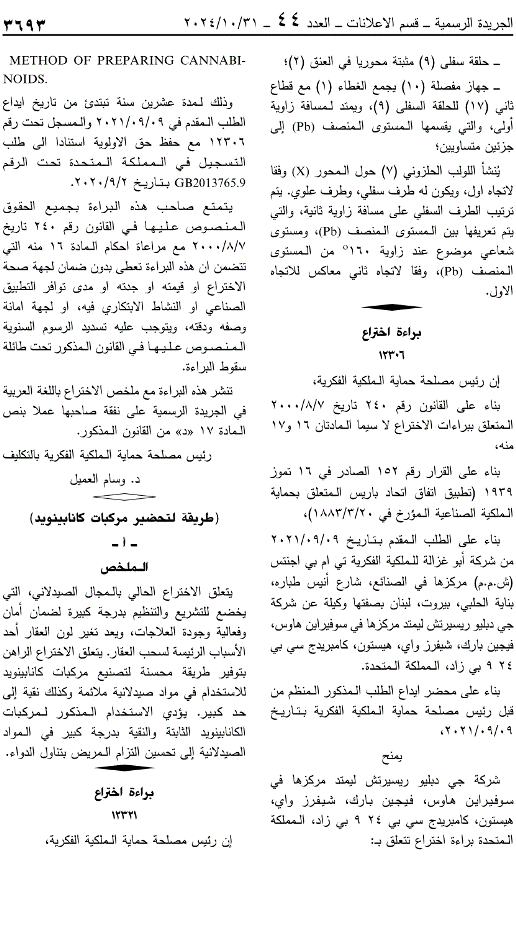 الجريدة الرسمية ــ قسم الاعلانات ــ العدد ٤٤ ــ ٢٠٢٤/١٠/٣١
٣٦٩٣
ــ حلقة سفلى (٩) مثبتة محوريا في العنق (٢)؛
ــ جهاز مفصلة (١٠) يجمع الغطاء (١) مع قطاع
ثاني (١٧) للحلقة السفلى (٩)، ويمتد لمسافة زاوية
أولى، والتي يقسمها المستوى المنصف (Pb) إلى
جزئين متساويين؛
يُنشأ اللولب الحلزوني (٧) حول المحور (X) وفقا
لاتجاه اول، ويكون له طرف سفلي، وطرف علوي. يتم
ترتيب الطرف السفلي على مسافة زاوية ثانية، والتي
يتم تعريفها بين المستوى المنصف (Pb)، ومستوى
شعاعي موضوع عند زاوية ١٦٠° من المستوى
المنصف (Pb)، وفقا لاتجاه ثاني معاكس للاتجاه
الاول.
براءة اختراع
١٢٣٠٦
إن رئيس مصلحة حماية الملكية الفكرية،
بناء على القانون رقم ٢٤٠ تاريخ ٢٠٠٠/٨/٧
المتعلق ببراءات الاختراع لا سيما المادتان ١٦ و١٧
منه،
بناء على القرار رقم ١٥٢ الصادر في ١٦ تموز
١٩٣٩ (تطبيق اتفاق اتحاد باريس المتعلق بحماية
الملكية الصناعية المؤرخ في ١٨٨٣/٣/٢٠)،
بناء على الطلب المقدم بتاريخ ٢٠٢١/٠٩/٠٩
من شركة أبو غزالة للملكية الفكرية تي ام بي اجنتس
(ش.م.م) مركزها في الصنائع، شارع أنيس طباره،
بناية الحلبي، بيروت، لبنان بصفتها وكيلة عن شركة
جي دبليو ريسيرتش ليمتد مركزها في سوفيراين هاوس،
فيجين بارك، شيفرز واي، هيستون، كامبريدج سي بي
٢٤ ٩ بي زاد، المملكة المتحدة.
بناء على محضر ايداع الطلب المذكور المنظم من
قبل رئيس مصلحة حماية الملكية الفكرية بتاريخ
٢٠٢١/٠٩/٠٩،
يمنح
شركة جي دبليو ريسيرتش ليمتد مركزها في
سوفيراين هاوس، فيجين بارك، شيفرز واي،
هيستون، كامبريدج سي بي ٢٤ ٩ بي زاد، المملكة
المتحدة براءة اختراع تتعلق بـ:
METHOD OF PREPARING CANNABI-
NOIDS.
وذلك لمدة عشرين سنة تبتدئ من تاريخ ايداع
الطلب المقدم في ٢٠٢١/٠٩/٠٩ والمسجل تحت رقم
١٢٣٠٦ مع حفظ حق الاولوية استنادا الى طلب
التسجيل في المملكة المتحدة تحت الرقم
GB2013765.9 بتاريخ ٢٠٢٠/٩/٢.
يتمتع صاحب هذه البراءة بجميع الحقوق
المنصوص عليها في القانون رقم ٢٤٠ تاريخ
٢٠٠٠/٨/٧ مع مراعاة احكام المادة ١٦ منه التي
تتضمن ان هذه البراءة تعطى بدون ضمان لجهة صحة
الاختراع او قيمته او جدته او مدى توافر التطبيق
الصناعي او النشاط الابتكاري فيه، او لجهة امانة
وصفه ودقته، ويتوجب عليه تسديد الرسوم السنوية
المنصوص عليها في القانون المذكور تحت طائلة
سقوط البراءة.
تنشر هذه البراءة مع ملخص الاختراع باللغة العربية
في الجريدة الرسمية على نفقة صاحبها عملا بنص
المادة ١٧ «د» من القانون المذكور.
رئيس مصلحة حماية الملكية الفكرية بالتكليف
د. وسام العميل
(طريقة لتحضير مركبات كانابينويد)
ــ أ ــ
الملخص
يتعلق الاختراع الحالي بالمجال الصيدلاني، التي
يخضع للتشريع والتنظيم بدرجة كبيرة لضمان أمان
وفعالية وجودة العلاجات، ويعد تغير لون العقار أحد
الأسباب الرئيسة لسحب العقار. يتعلق الاختراع الراهن
بتوفير طريقة محسنة لتصنيع مركبات كانابينويد
للاستخدام في مواد صيدلانية ملائمة وكذلك نقية إلى
حد كبير. يؤدي الاستخدام المذكور لمركبات
الكانابينويد الثابتة والنقية بدرجة كبير في المواد
الصيدلانية إلى تحسين التزام المريض بتناول الدواء.
براءة اختراع
١٢٣٢١
إن رئيس مصلحة حماية الملكية الفكرية،